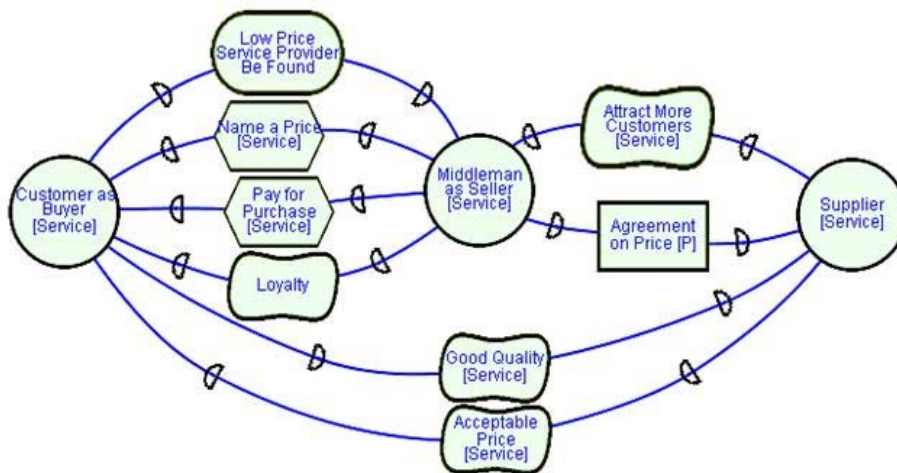 Low Price
Service Provider
Be Found
Name a Price
[Service]
Pay for
Purchase
[Service]
Loyalty
Customer as
Buyer
[Service]
Middleman
as Seller
[Service]
Attract More
Customers
[Service]
Agreement
on Price [P]
Supplier
[Service]
Good Quality
[Service]
Acceptable
Price
[Service]